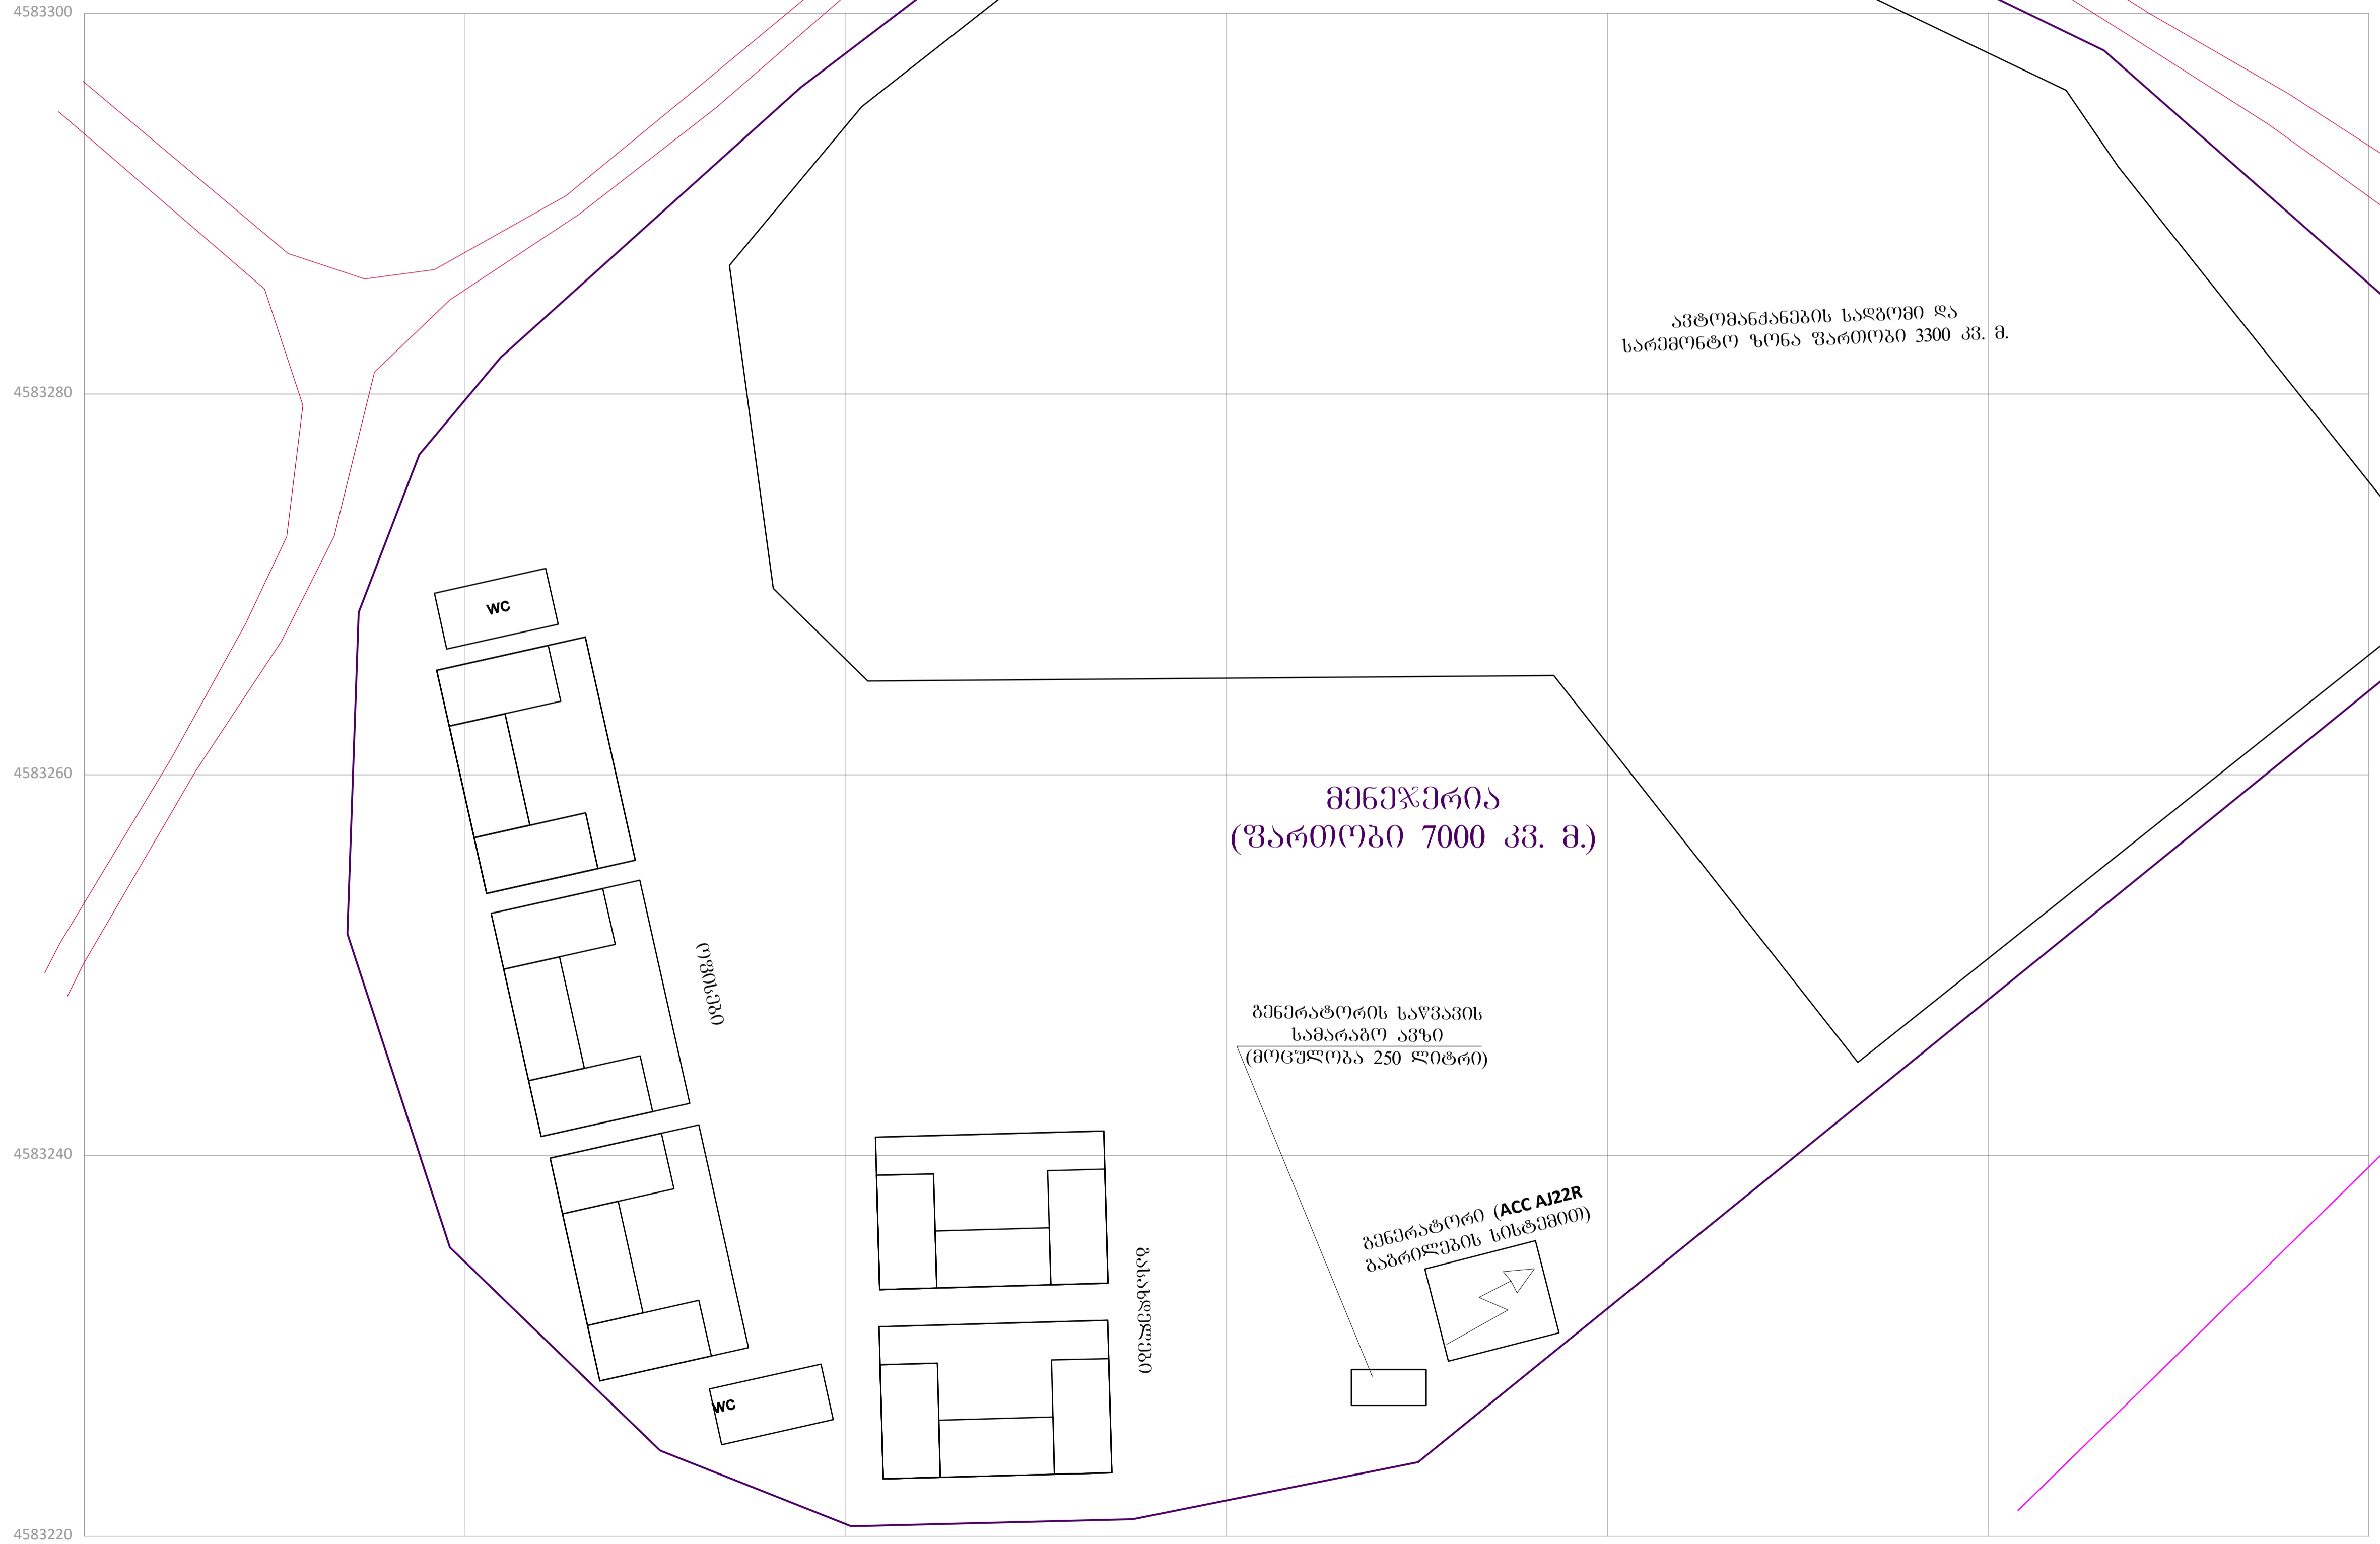 4583300
ავტომანქანების სადგომი და
სარემონტო ზონა ფართობი 3300 კვ. მ.
4583280
WC
4583260
მენეჯერია
(ფართობი 7000 კვ. მ.)
ოფისები
გენერატორის საწვავის
სამარაგო ავზი
(მოცულობა 250 ლიტრი)
4583240
გენერატორი (ACC AJ22R
გაგრილების სისტემით)
გასახდელები
WC
4583220